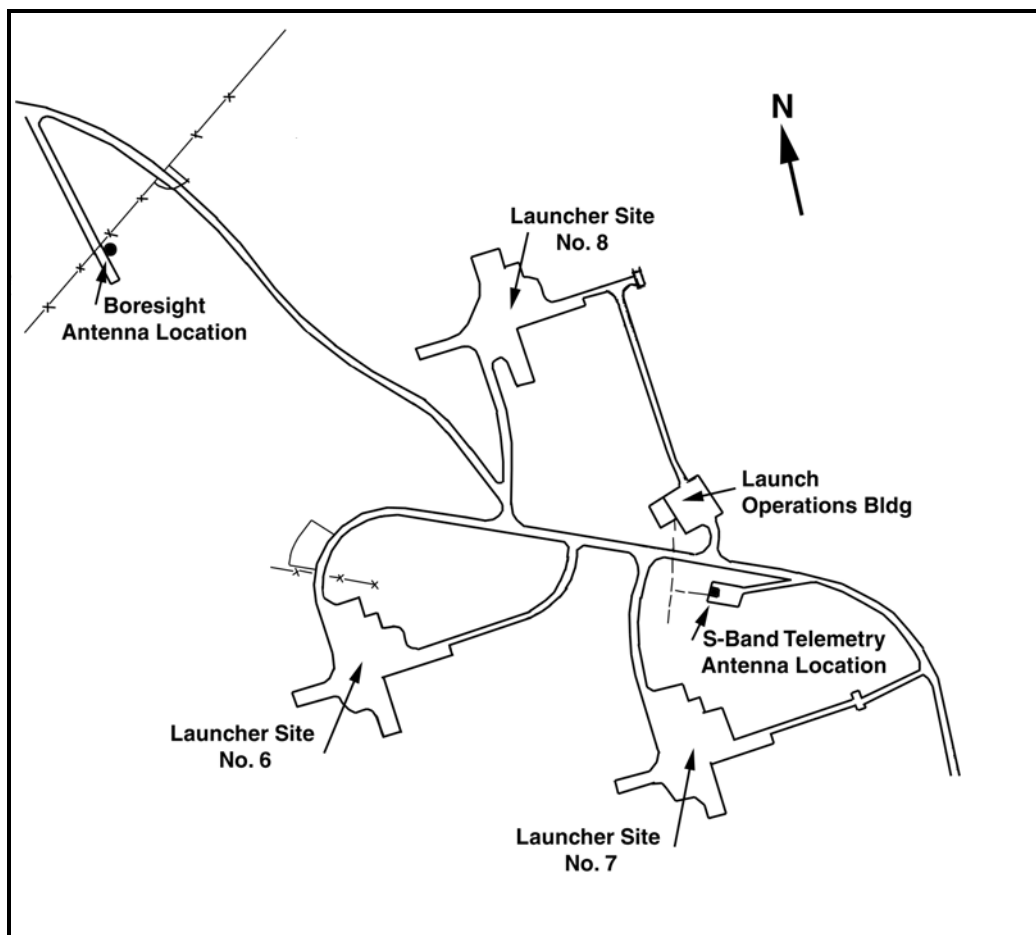 N
Launcher Site
No. 8
Boresight
Antenna Location
Launch
Operations Bldg
S-Band Telemetry
Antenna Location
Launcher Site
No. 6
Launcher Site
No. 7